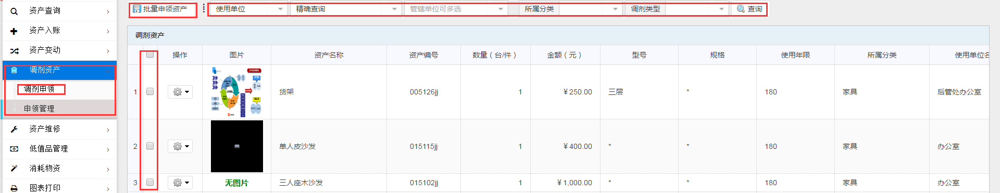 资产查询
资产入账
资产变动
调剂资产
调剂申领
申领管理
资产维修
低值品管理
消耗物资
图表打印
批量申领资产 使用单位 精确查询 管辖单位可多选 所属分类 调剂类型 查询
调剂资产
操作 图片 资产名称 资产编号 数量（台/件） 金额（元） 型号 规格 使用年限 所属分类 使用单位名
1 货架 005126jj 1 ￥250.00 三层 * 180 家具 后管处办公室
2 单人皮沙发 015115jj 1 ￥400.00 * * 180 家具 办公室
3 无图片 三人座木沙发 015102jj 1 ￥1,000.00 * * 180 家具 办公室